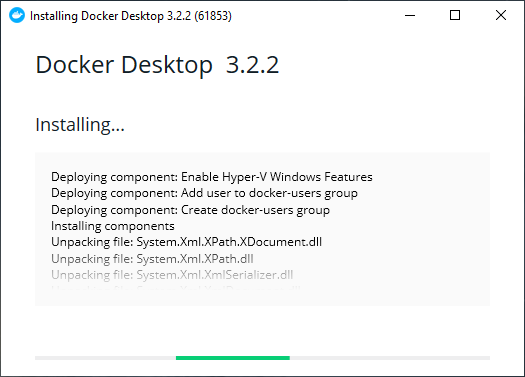 Installing Docker Desktop 3.2.2 (61853)
Docker Desktop 3.2.2
Installing...
Deploying component: Enable Hyper-V Windows Features
Deploying component: Add user to docker-users group
Deploying component: Create docker-users group
Installing components
Unpacking file: System.Xml.XPath.XDocument.dll
Unpacking file: System.Xml.XPath.dll
Unpacking file: System.Xml.XmlSerializer.dll